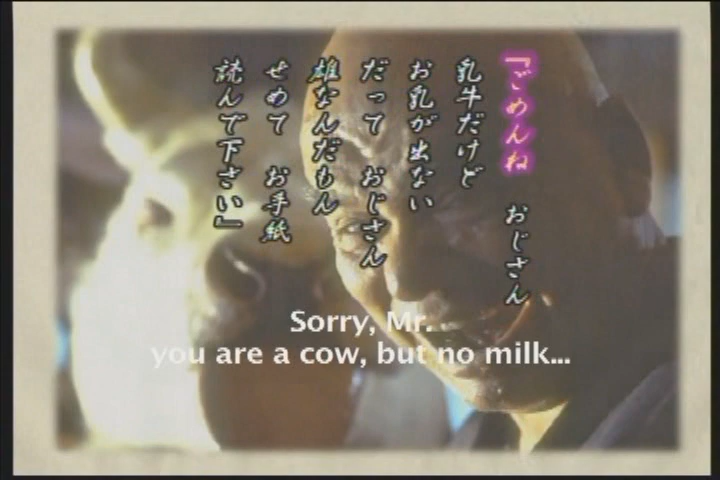 『ごめんね おじさん
乳牛だけど
お乳が出ない
だって おじさん
雄なんだもん
せめて お手紙
読んで下さい』
Sorry, Mr.
you are a cow, but no milk...